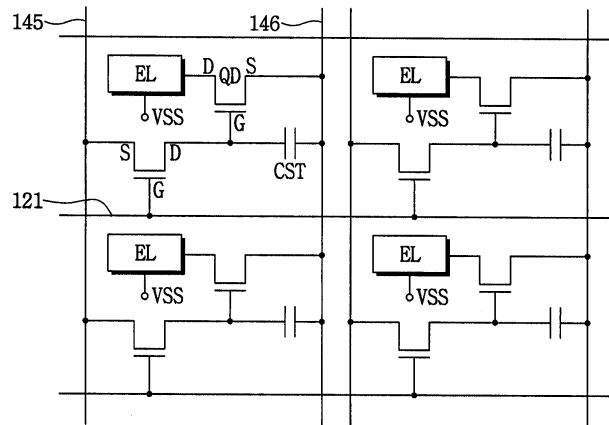 145 146
EL D QD S EL
VSS G VSS
S D CST
G
121
EL EL
VSS VSS